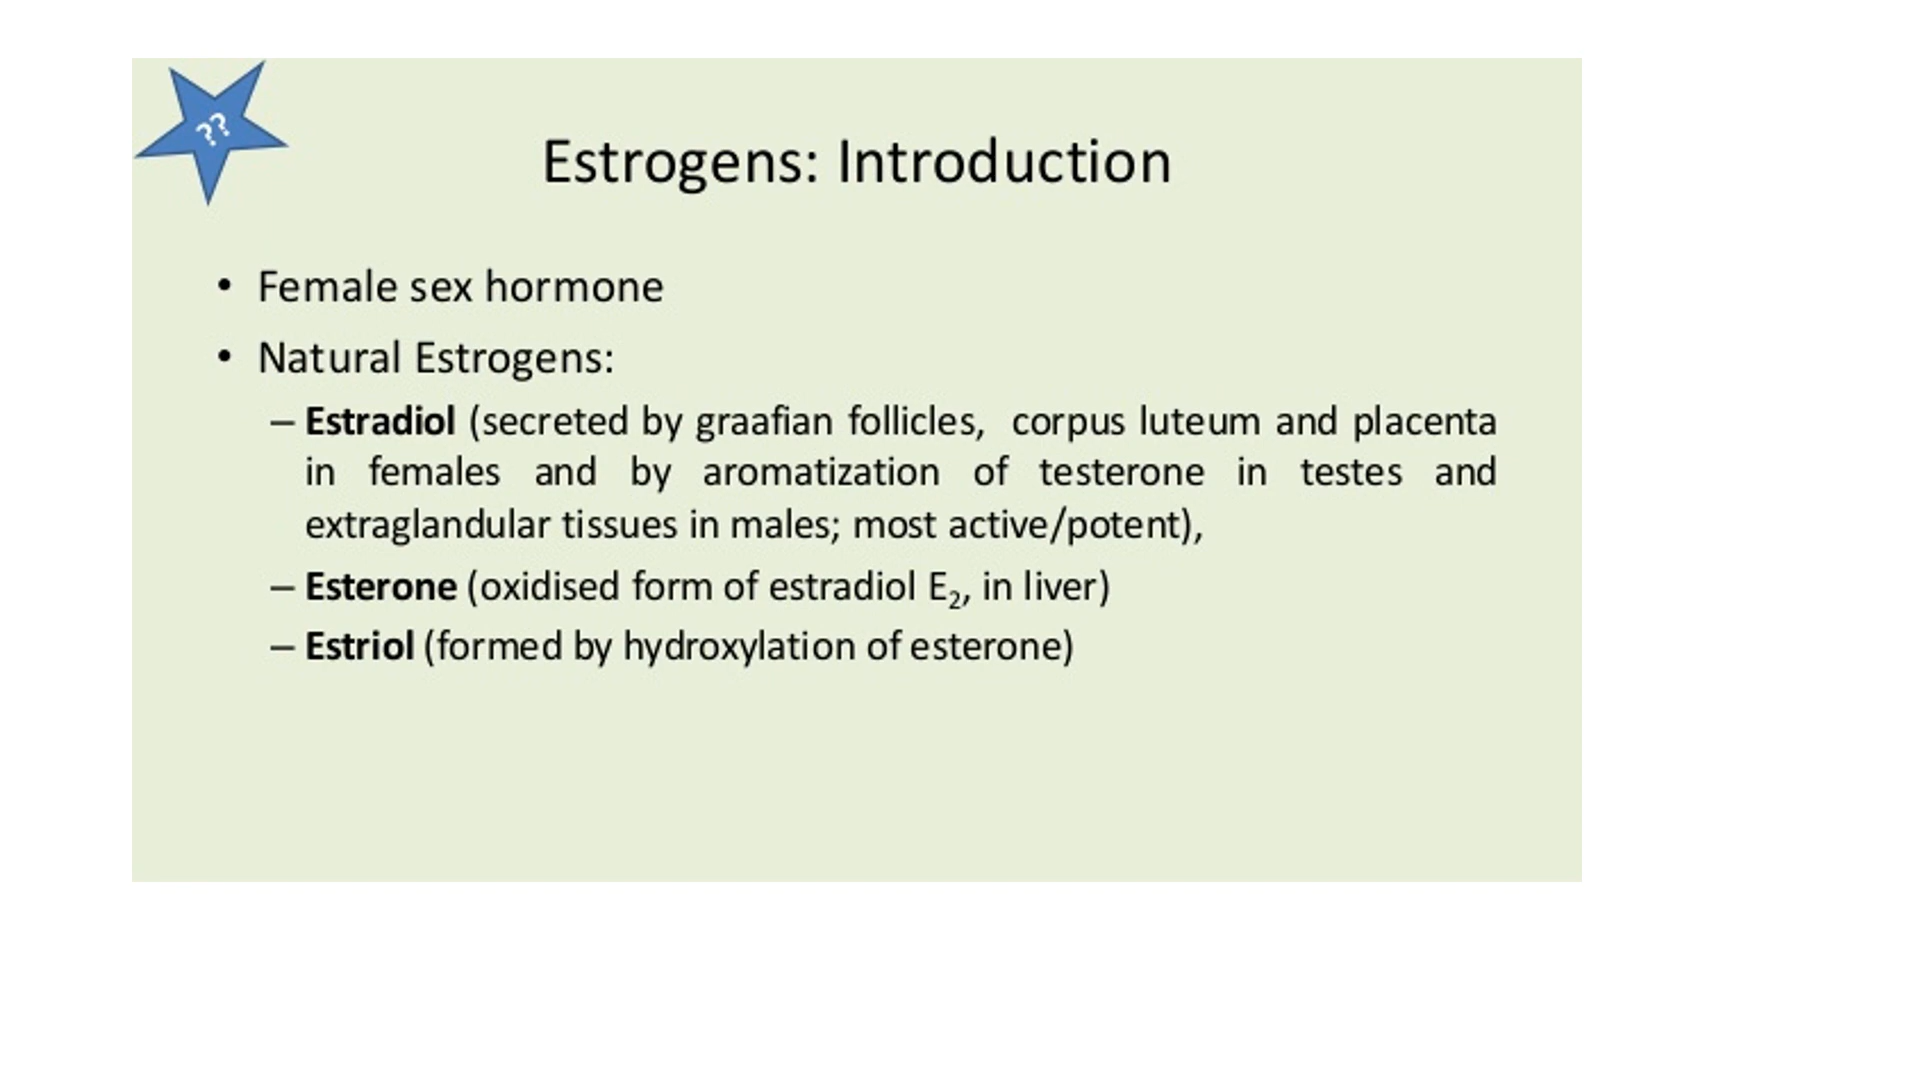 ??
Estrogens: Introduction
• Female sex hormone
• Natural Estrogens:
– Estradiol (secreted by graafian follicles, corpus luteum and placenta
in females and by aromatization of testerone in testes and
extraglandular tissues in males; most active/potent),
– Esterone (oxidised form of estradiol E₂, in liver)
– Estriol (formed by hydroxylation of esterone)